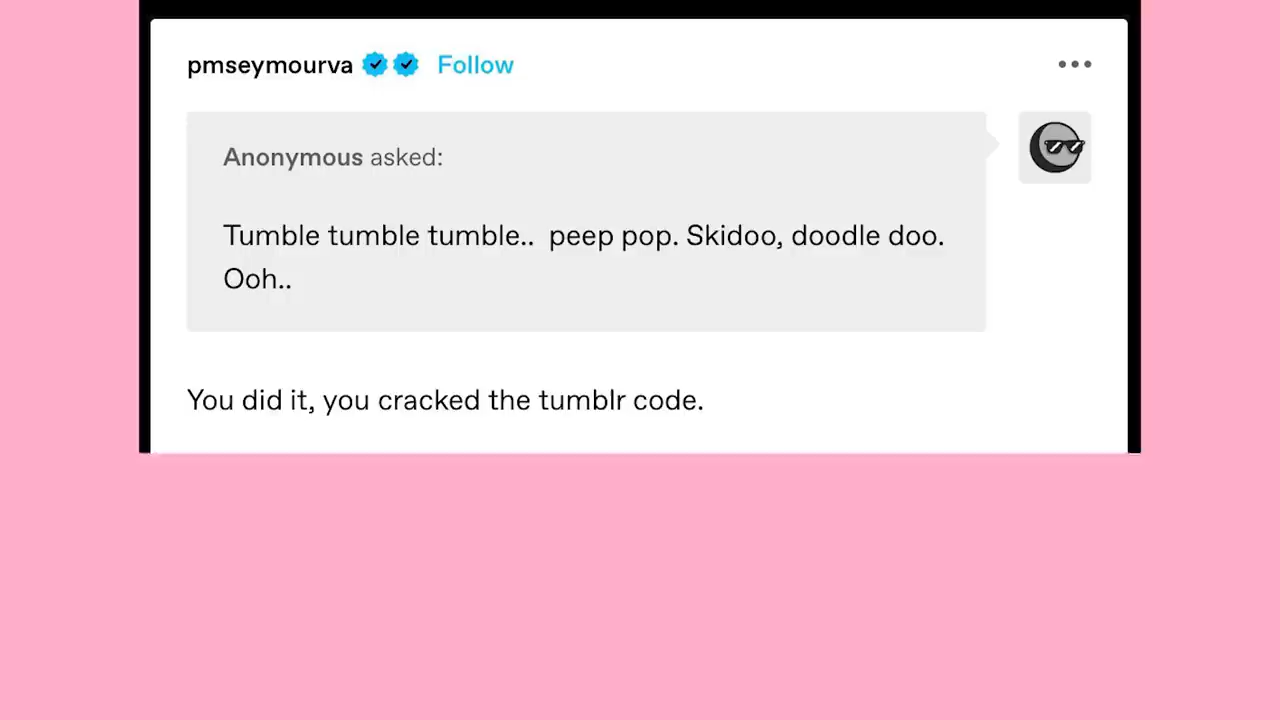 pmseymourva Follow
Anonymous asked:
Tumble tumble tumble..  peep pop. Skidoo, doodle doo.
Ooh..
You did it, you cracked the tumblr code.